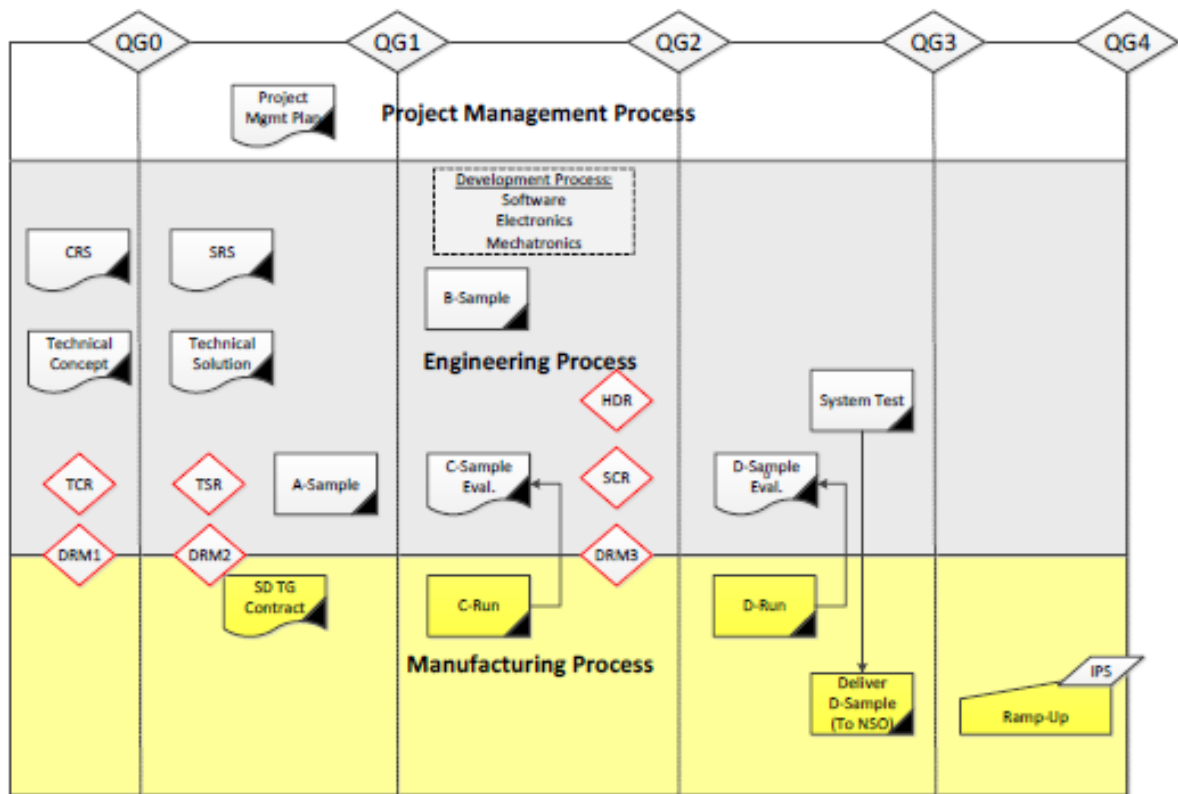 QG0
QG1
QG2
QG3
QG4
Project
Mgmt Plan
Project Management Process
Development Process:
Software
Electronics
Mechatronics
CRS
SRS
B-Sample
Technical
Concept
Technical
Solution
Engineering Process
HDR
System Test
TCR
TSR
A-Sample
C-Sample
Eval.
SCR
D-Sample
Eval.
DRM1
DRM2
DRM3
SD TG
Contract
C-Run
D-Run
Manufacturing Process
IPS
Deliver
D-Sample
(To NSO)
Ramp-Up